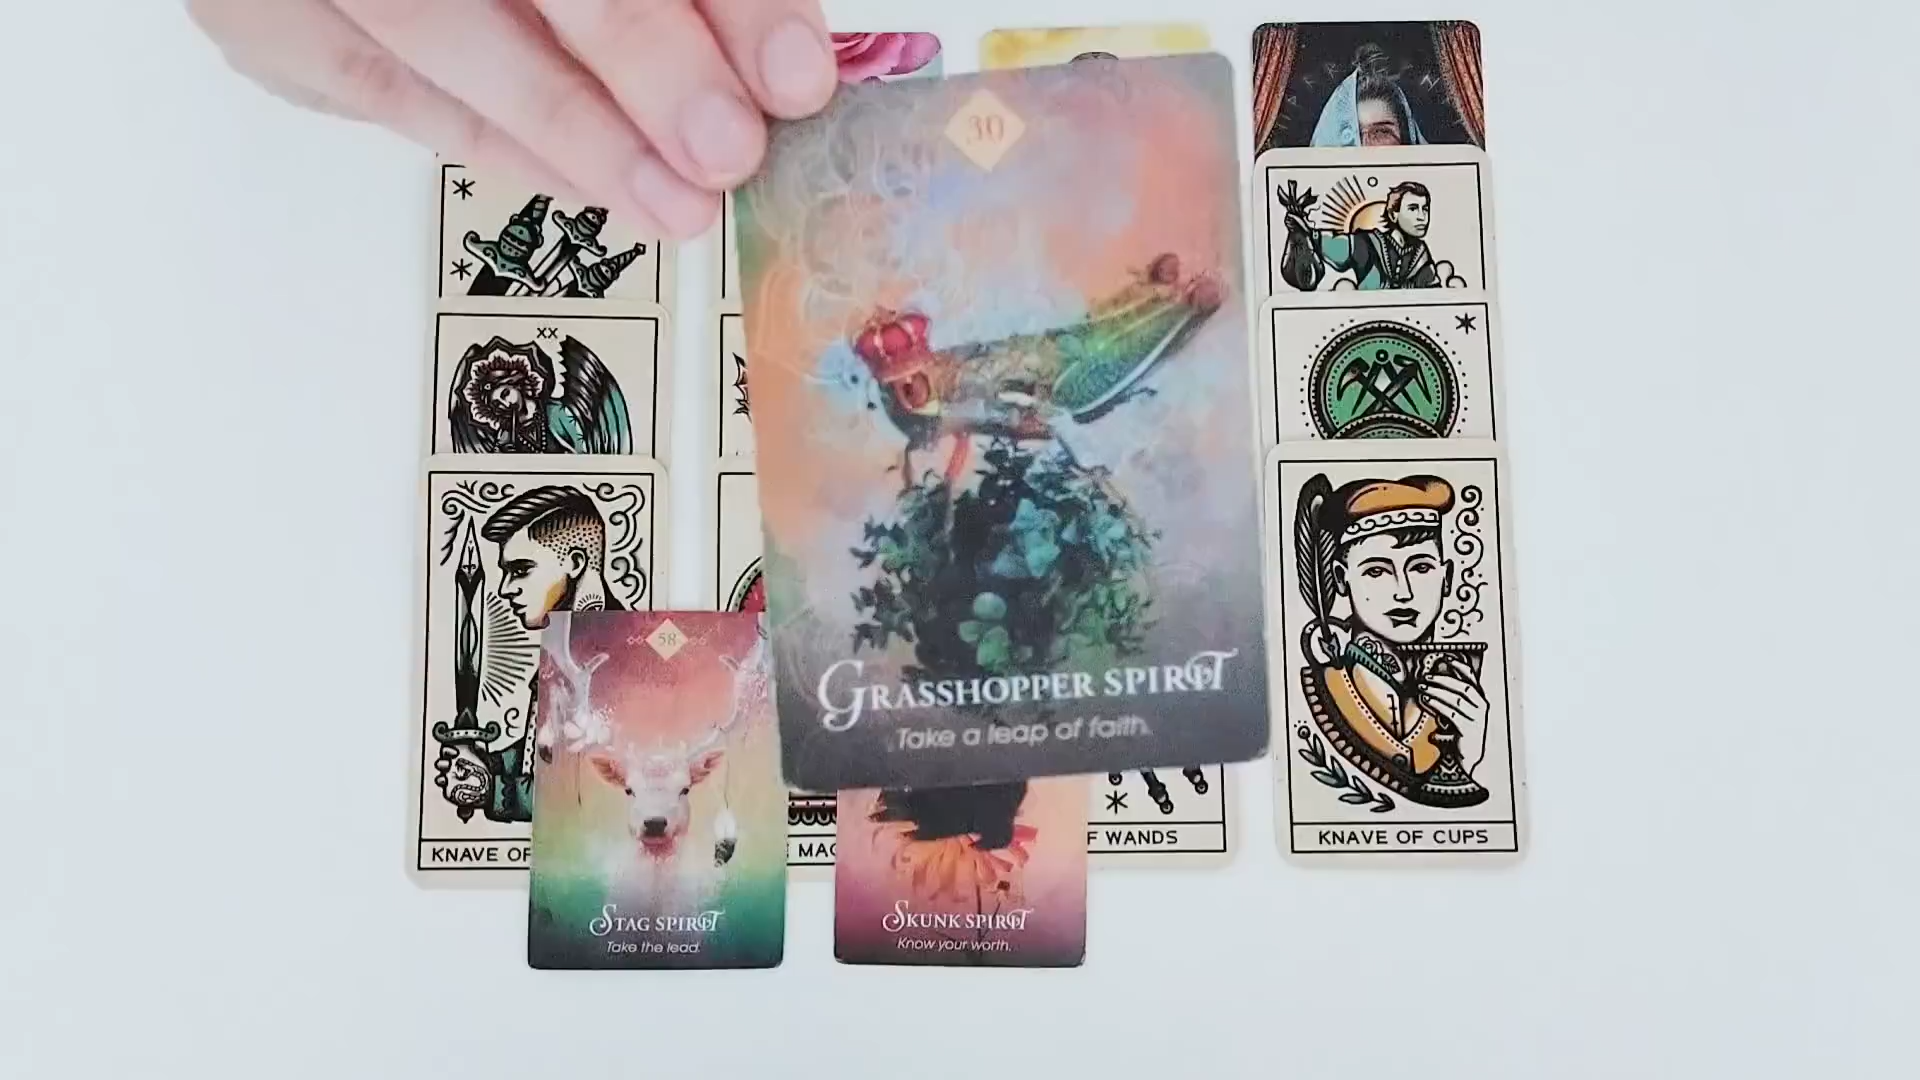 30
GRASSHOPPER SPIRIT
Take a leap of faith.
XX
58
STAG SPIRIT
Take the lead.
SKUNK SPIRIT
Know your worth.
KNAVE OF
E MAG
F WANDS
KNAVE OF CUPS